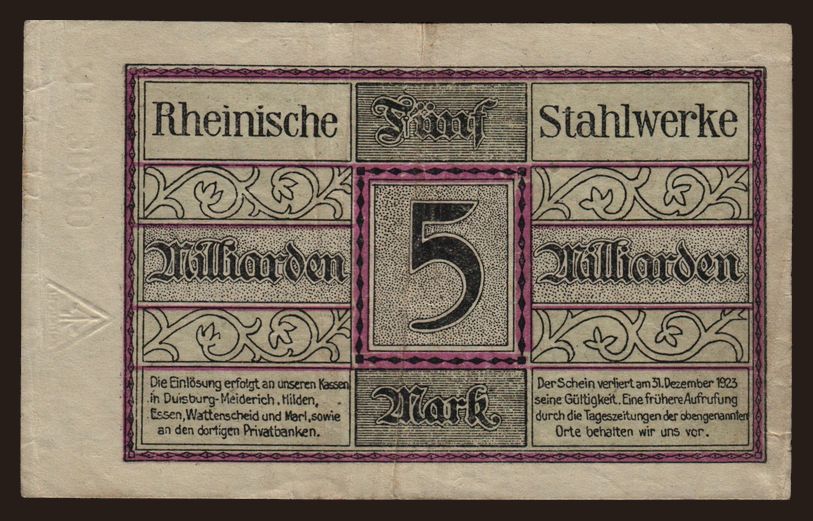 Rheinische Fünf Stahlwerke
Milliarden 5 Milliarden
Mark
Die Einlösung erfolgt an unseren Kassen
in Duisburg-Meiderich, Hilden,
Essen, Wattenscheid und Marl, sowie
an den dortigen Privatbanken.
Der Schein verliert am 31. Dezember 1923
seine Gültigkeit. Eine frühere Aufrufung
durch die Tageszeitungen der obengenannten
Orte behalten wir uns vor.